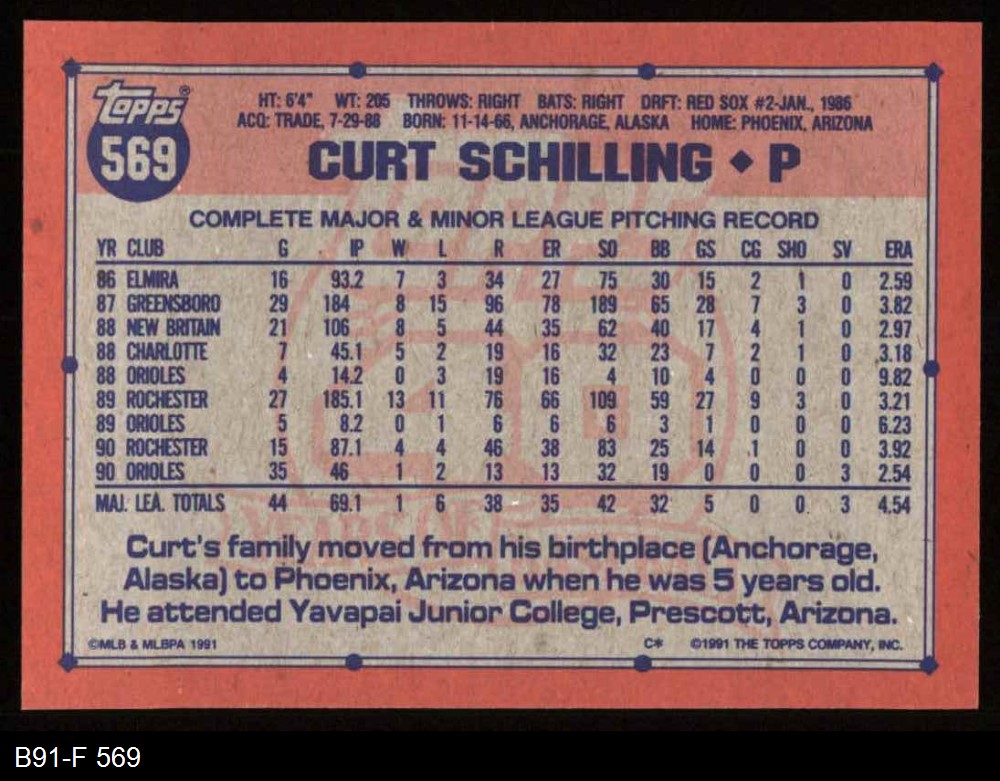 Topps®
569
HT: 6'4" WT: 205 THROWS: RIGHT BATS: RIGHT DRFT: RED SOX #2-JAN., 1986
ACQ: TRADE, 7-29-88 BORN: 11-14-66, ANCHORAGE, ALASKA HOME: PHOENIX, ARIZONA
CURT SCHILLING ◆ P
COMPLETE MAJOR & MINOR LEAGUE PITCHING RECORD
YR CLUB G IP W L R ER SO BB GS CG SHO SV ERA
86 ELMIRA 16 93.2 7 3 34 27 75 30 15 2 1 0 2.59
87 GREENSBORO 29 184 8 15 96 78 189 65 28 7 3 0 3.82
88 NEW BRITAIN 21 106 8 5 44 35 62 40 17 4 1 0 2.97
88 CHARLOTTE 7 45.1 5 2 19 16 32 23 7 2 1 0 3.18
88 ORIOLES 4 14.2 0 3 19 16 4 10 4 0 0 0 9.82
89 ROCHESTER 27 185.1 13 11 76 66 109 59 27 9 3 0 3.21
89 ORIOLES 5 8.2 0 1 6 6 6 3 1 0 0 0 6.23
90 ROCHESTER 15 87.1 4 4 46 38 83 25 14 1 0 0 3.92
90 ORIOLES 35 46 1 2 13 13 32 19 0 0 0 3 2.54
MAJ. LEA. TOTALS 44 69.1 1 6 38 35 42 32 5 0 0 3 4.54
Curt's family moved from his birthplace (Anchorage,
Alaska) to Phoenix, Arizona when he was 5 years old.
He attended Yavapai Junior College, Prescott, Arizona.
©MLB & MLBPA 1991 C* ©1991 THE TOPPS COMPANY, INC.
B91-F 569